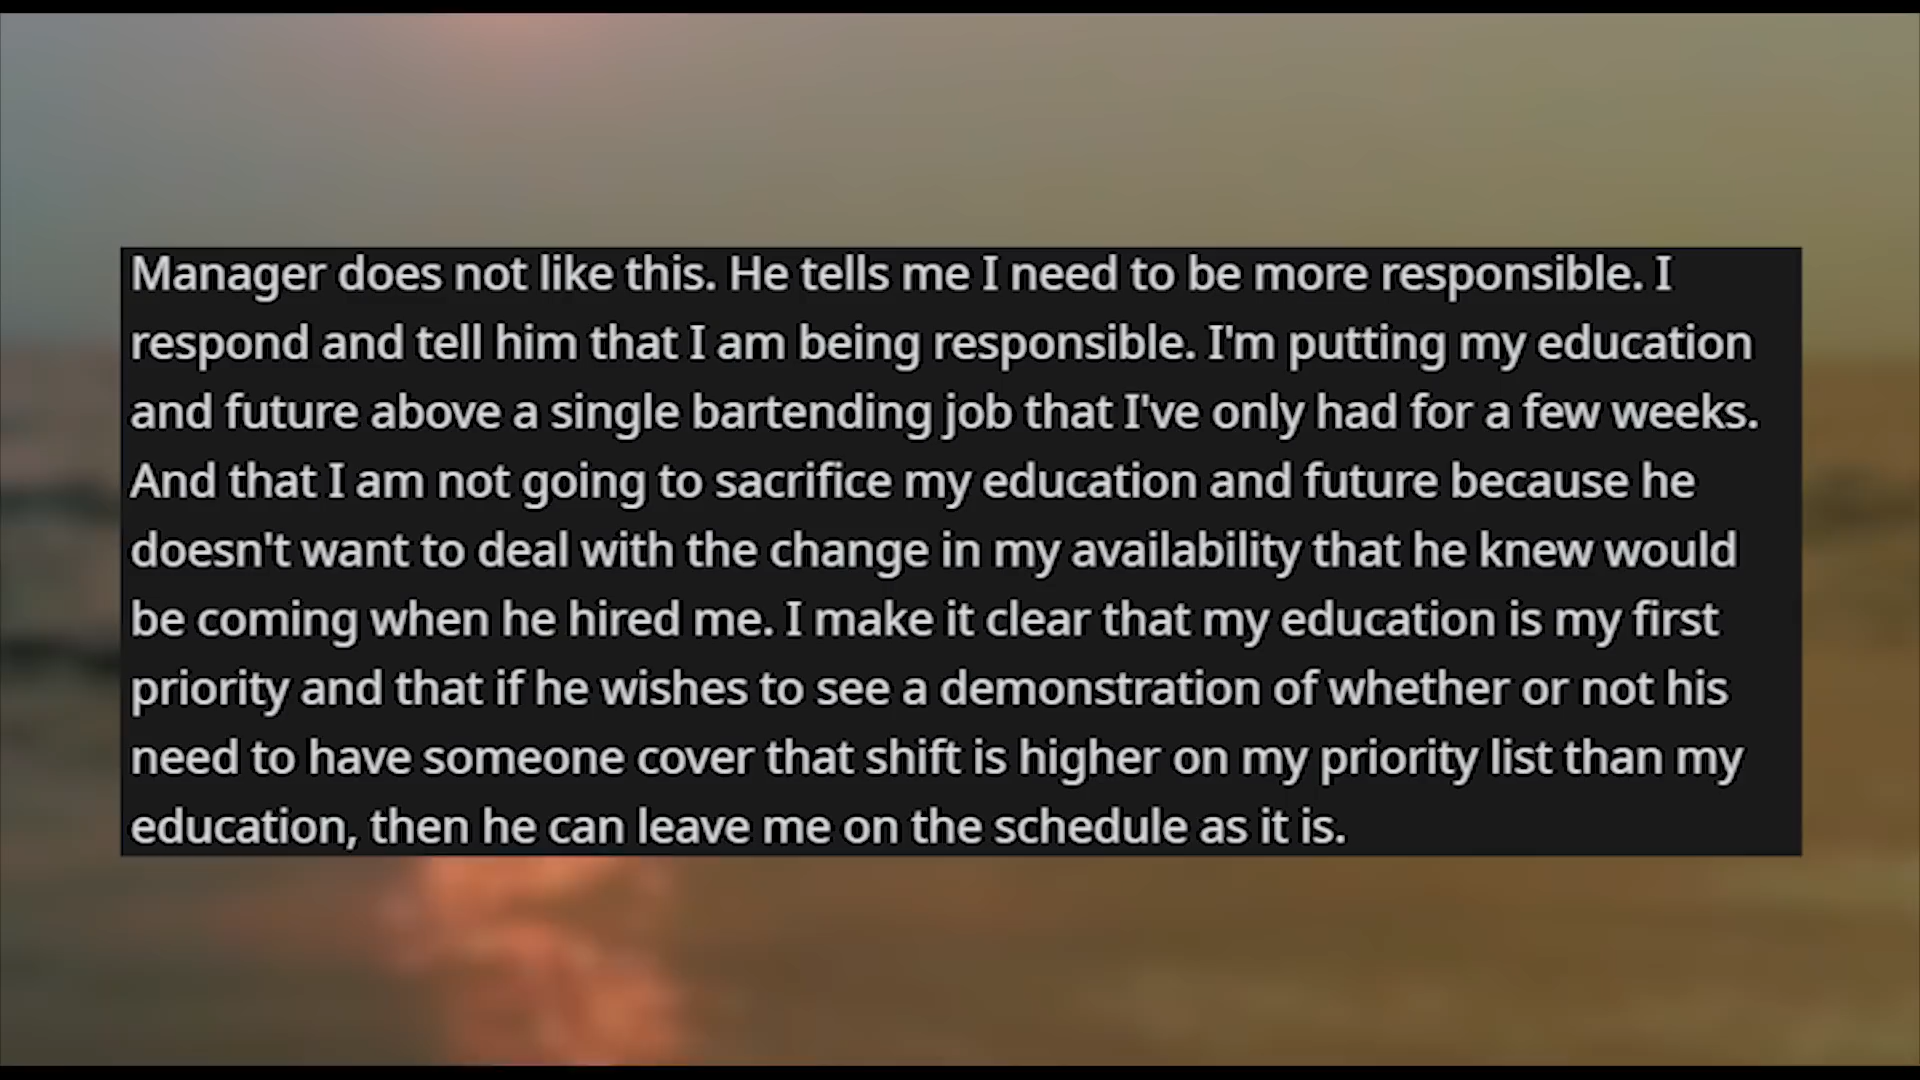 Manager does not like this. He tells me I need to be more responsible. I
respond and tell him that I am being responsible. I'm putting my education
and future above a single bartending job that I've only had for a few weeks.
And that I am not going to sacrifice my education and future because he
doesn't want to deal with the change in my availability that he knew would
be coming when he hired me. I make it clear that my education is my first
priority and that if he wishes to see a demonstration of whether or not his
need to have someone cover that shift is higher on my priority list than my
education, then he can leave me on the schedule as it is.